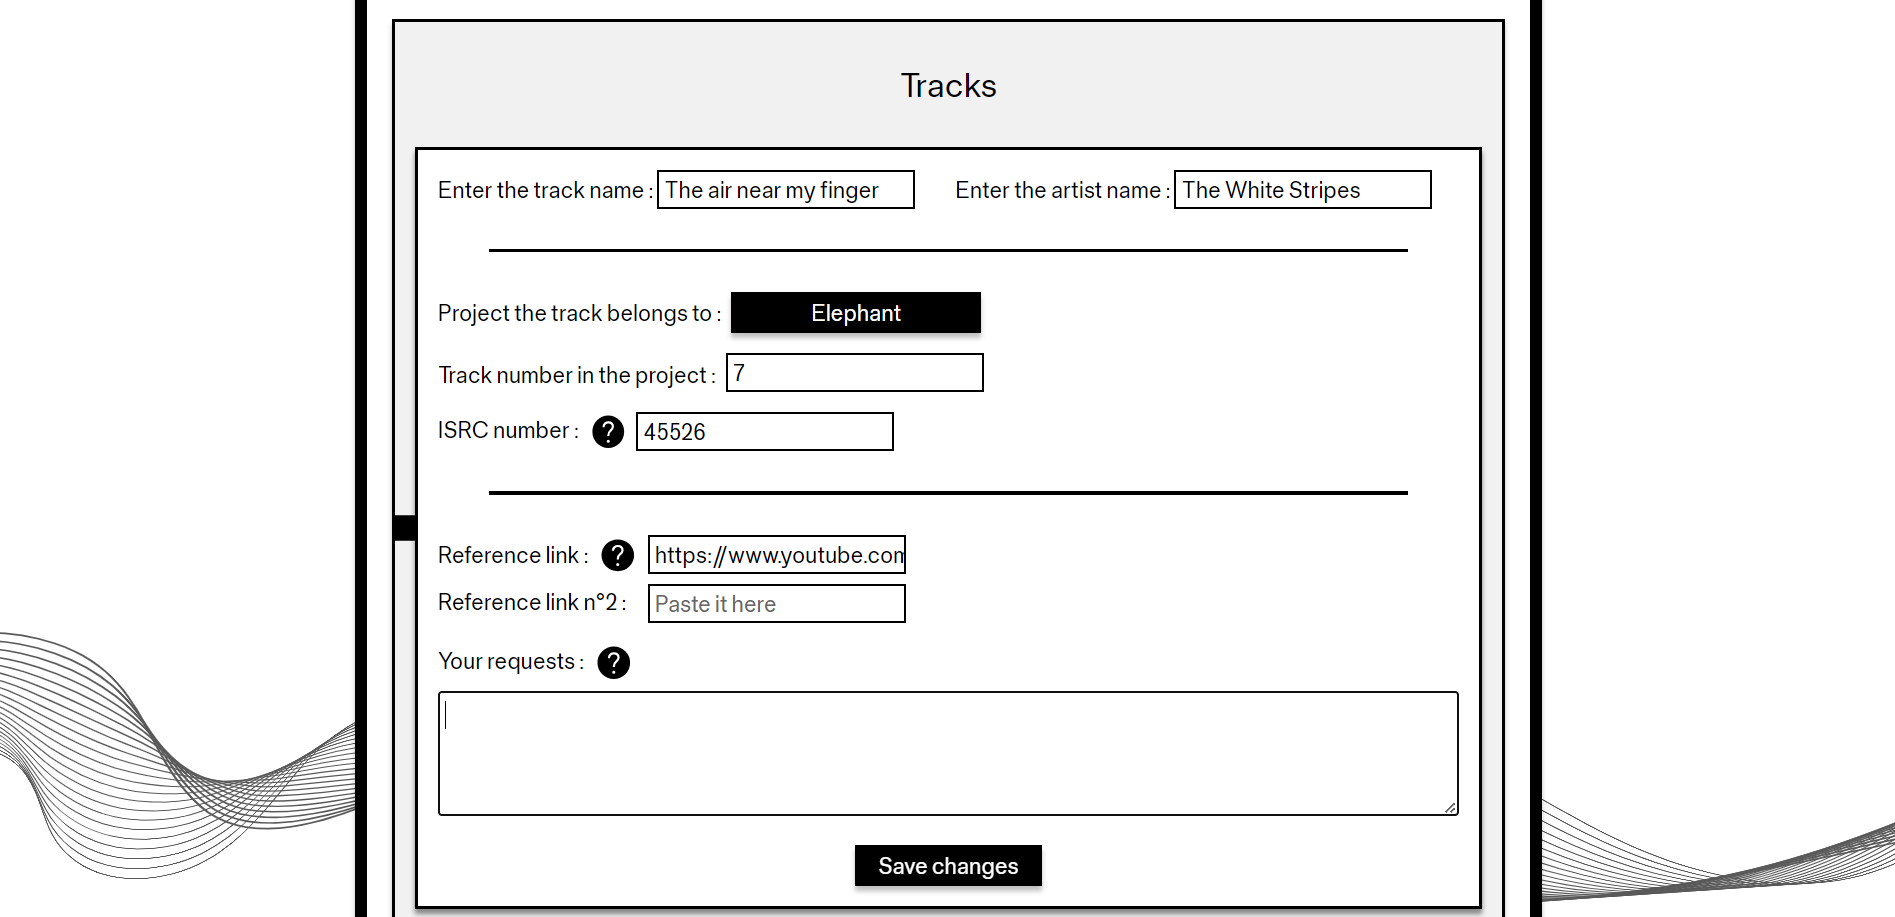 Tracks
Enter the track name : The air near my finger Enter the artist name : The White Stripes
Project the track belongs to : Elephant
Track number in the project : 7
ISRC number : ? 45526
Reference link : ? https://www.youtube.com
Reference link n°2 : Paste it here
Your requests : ?
Save changes